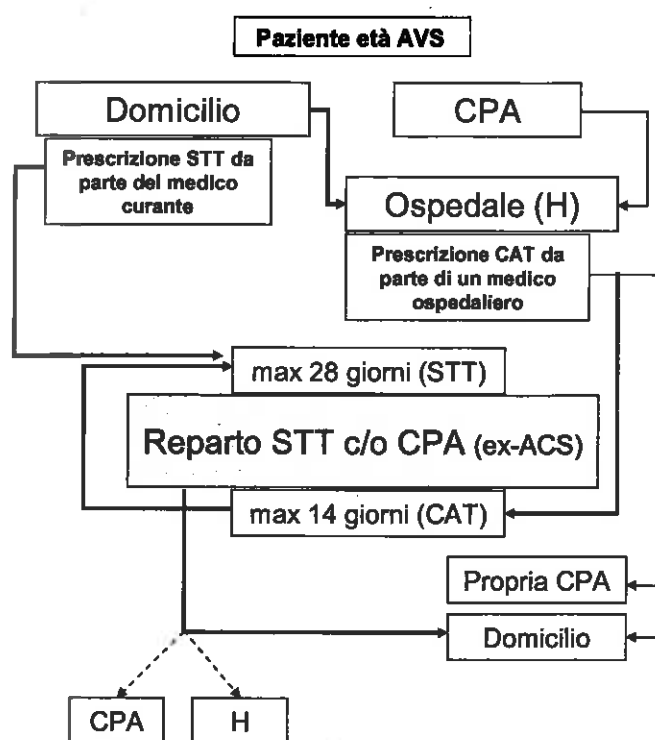 Paziente età AVS
Domicilio
CPA
Prescrizione STT da
parte del medico
curante
Ospedale (H)
Prescrizione CAT da
parte di un medico
ospedaliero
max 28 giorni (STT)
Reparto STT c/o CPA (ex-ACS)
max 14 giorni (CAT)
Propria CPA
Domicilio
CPA
H